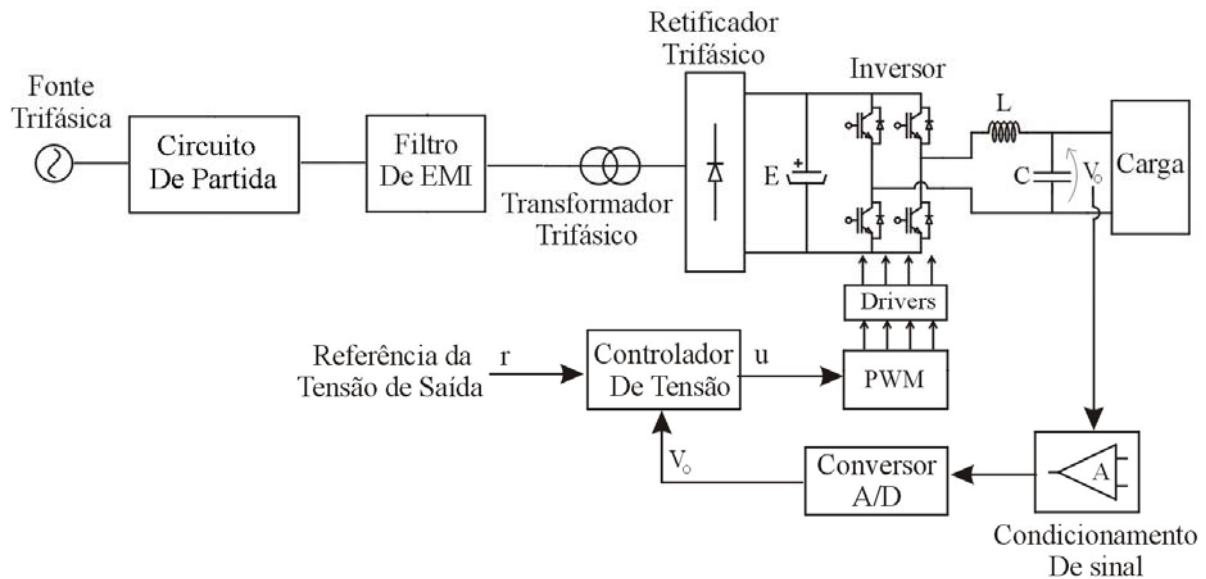 Retificador
Trifásico
Fonte
Trifásica
Circuito
De Partida
Filtro
De EMI
Transformador
Trifásico
E
+
Inversor
L
C
V₀
Carga
Drivers
Referência da
Tensão de Saída
r
Controlador
De Tensão
u
PWM
V₀
Conversor
A/D
A
Condicionamento
De sinal